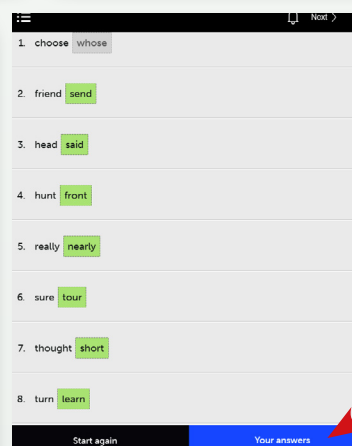 Next
1. choose whose
2. friend send
3. head said
4. hunt front
5. really nearly
6. sure tour
7. thought short
8. turn learn
Start again Your answers